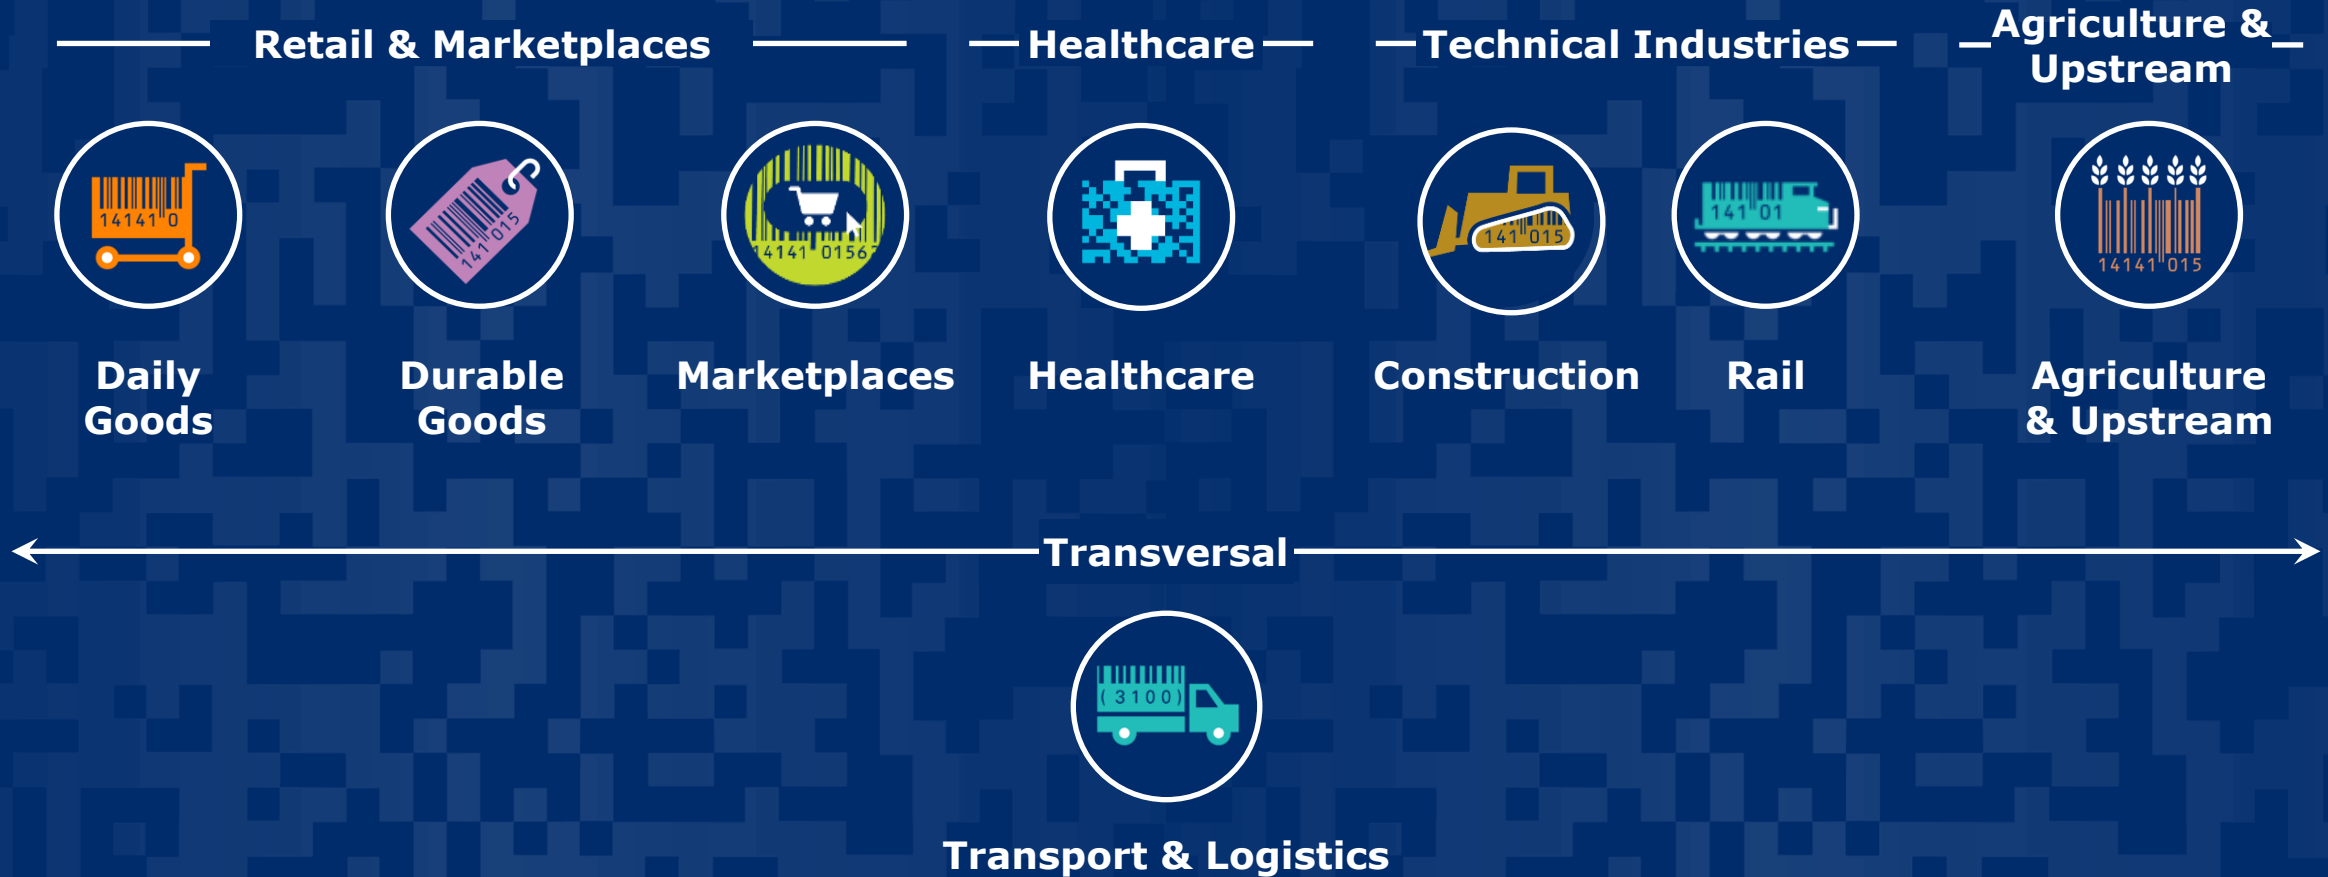 Retail & Marketplaces
Healthcare
Technical Industries
Agriculture &
Upstream
14141 0
141 015
4141 0156
141 015
141 01
14141 015
Daily
Goods
Durable
Goods
Marketplaces
Healthcare
Construction
Rail
Agriculture
& Upstream
Transversal
(3100)
Transport & Logistics